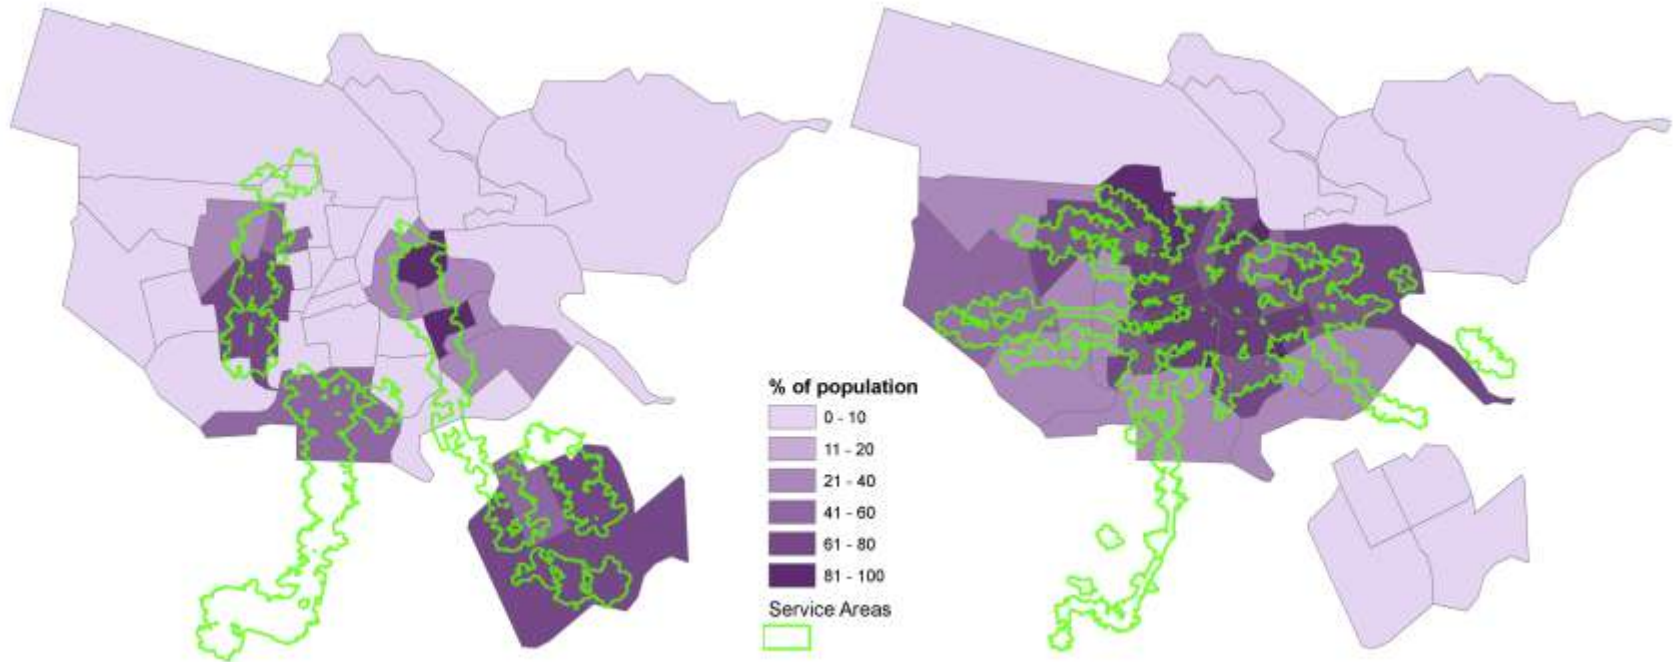 % of population
0 - 10
11 - 20
21 - 40
41 - 60
61 - 80
81 - 100
Service Areas